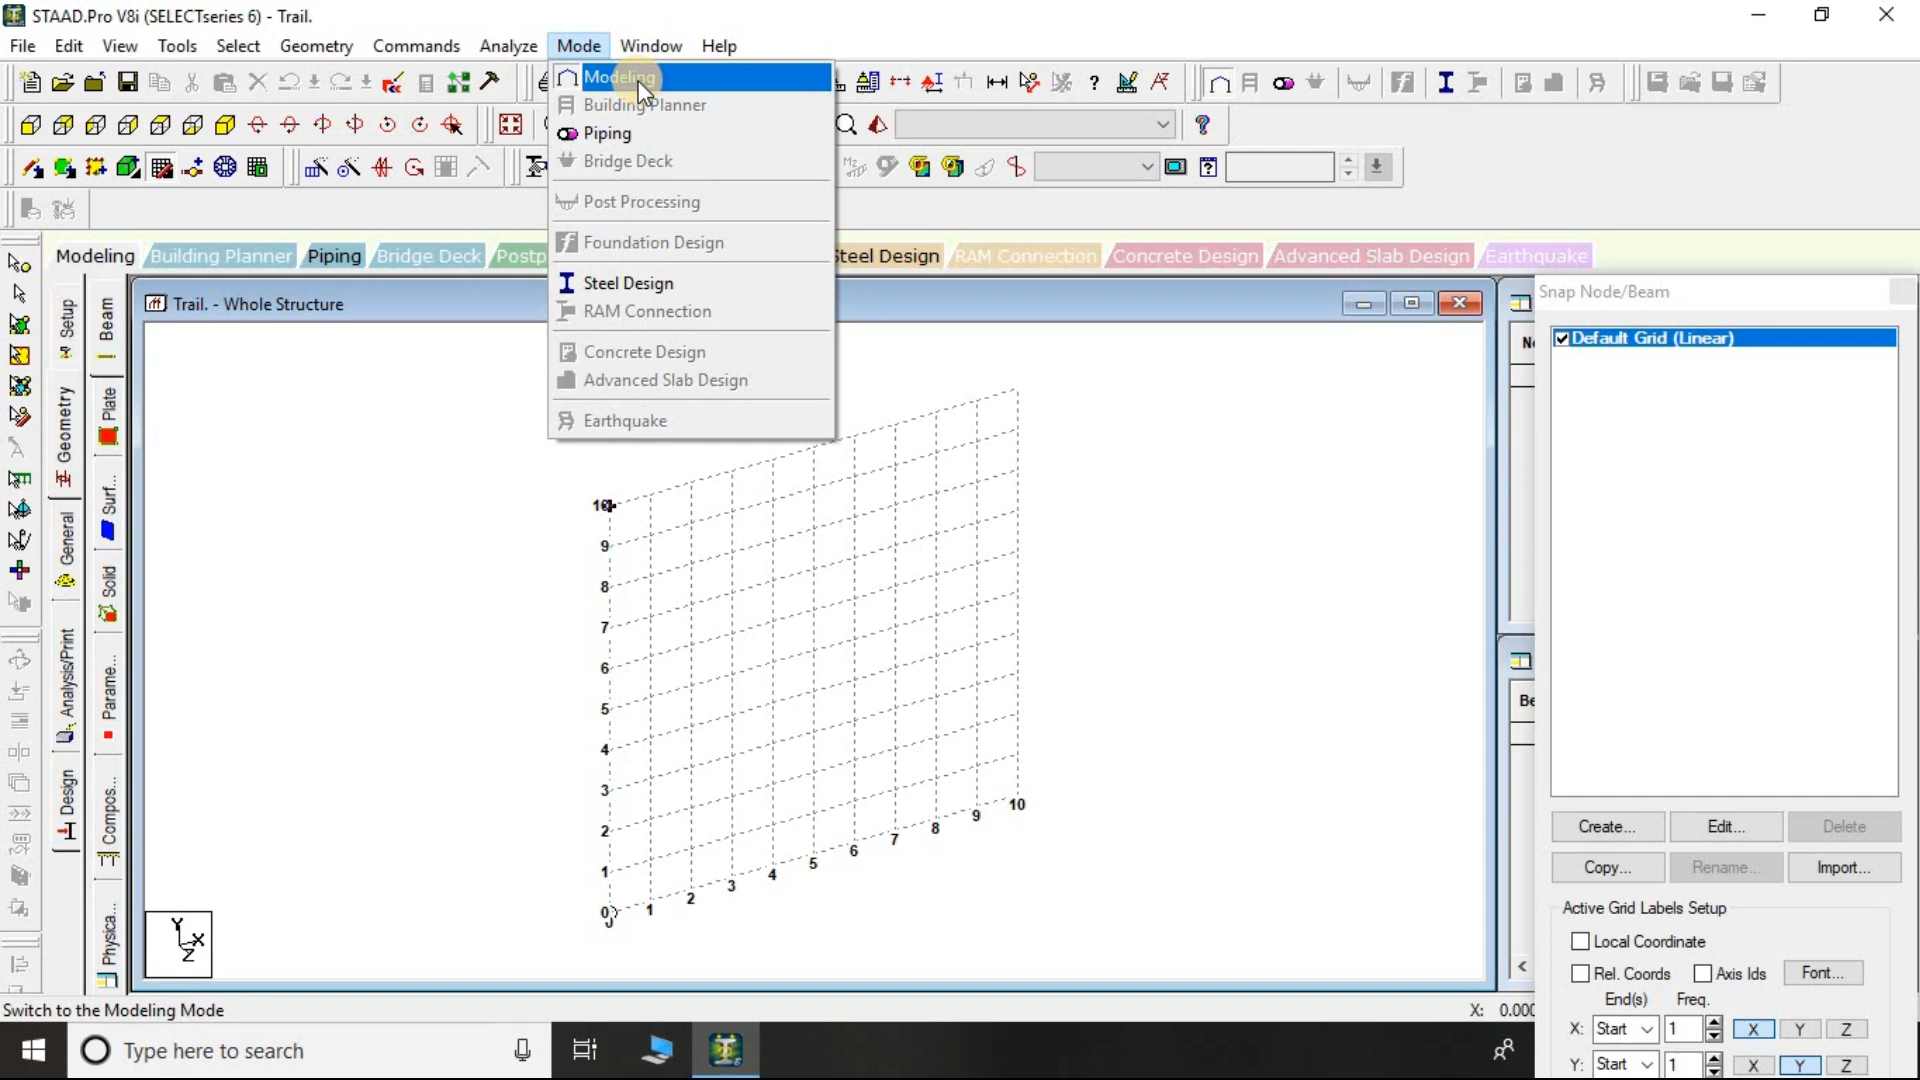 STAAD.Pro V8i (SELECTseries 6) - Trail.
File Edit View Tools Select Geometry Commands Analyze Mode Window Help
Modeling
Building Planner
Piping
Bridge Deck
Post Processing
Foundation Design
Steel Design
RAM Connection
Concrete Design
Advanced Slab Design
Earthquake
Modeling Building Planner Piping Bridge Deck Postp Steel Design RAM Connection Concrete Design Advanced Slab Design Earthquake
Setup
Geometry
General
Analysis/Print
Design
Beam
Plate
Surf...
Solid
Parame...
Compos...
Physica...
Trail. - Whole Structure
10
9
8
7
6
5
4
3
2
1
0
1 2 3 4 5 6 7 8 9 10
Y
X
Z
Snap Node/Beam
Default Grid (Linear)
Create... Edit... Delete
Copy... Rename... Import...
Active Grid Labels Setup
Local Coordinate
Rel. Coords Axis Ids Font...
End(s) Freq.
X: Start 1 X Y Z
Y: Start 1 X Y Z
Switch to the Modeling Mode
X: 0.000
Type here to search